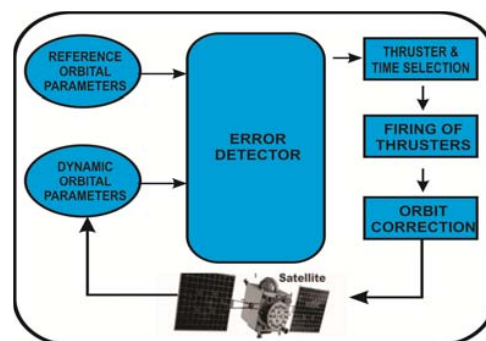 REFERENCE
ORBITAL
PARAMETERS
DYNAMIC
ORBITAL
PARAMETERS
ERROR
DETECTOR
THRUSTER &
TIME SELECTION
FIRING OF
THRUSTERS
ORBIT
CORRECTION
Satellite